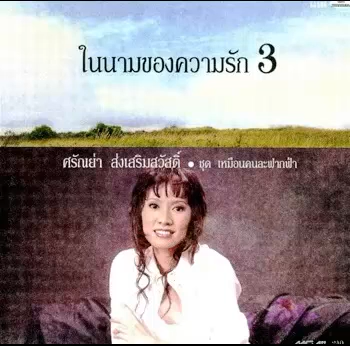 ในนามของความรัก 3
ศรัณย่า ส่งเสริมสวัสดิ์ • ชุด เหมือนคนละฟากฟ้า